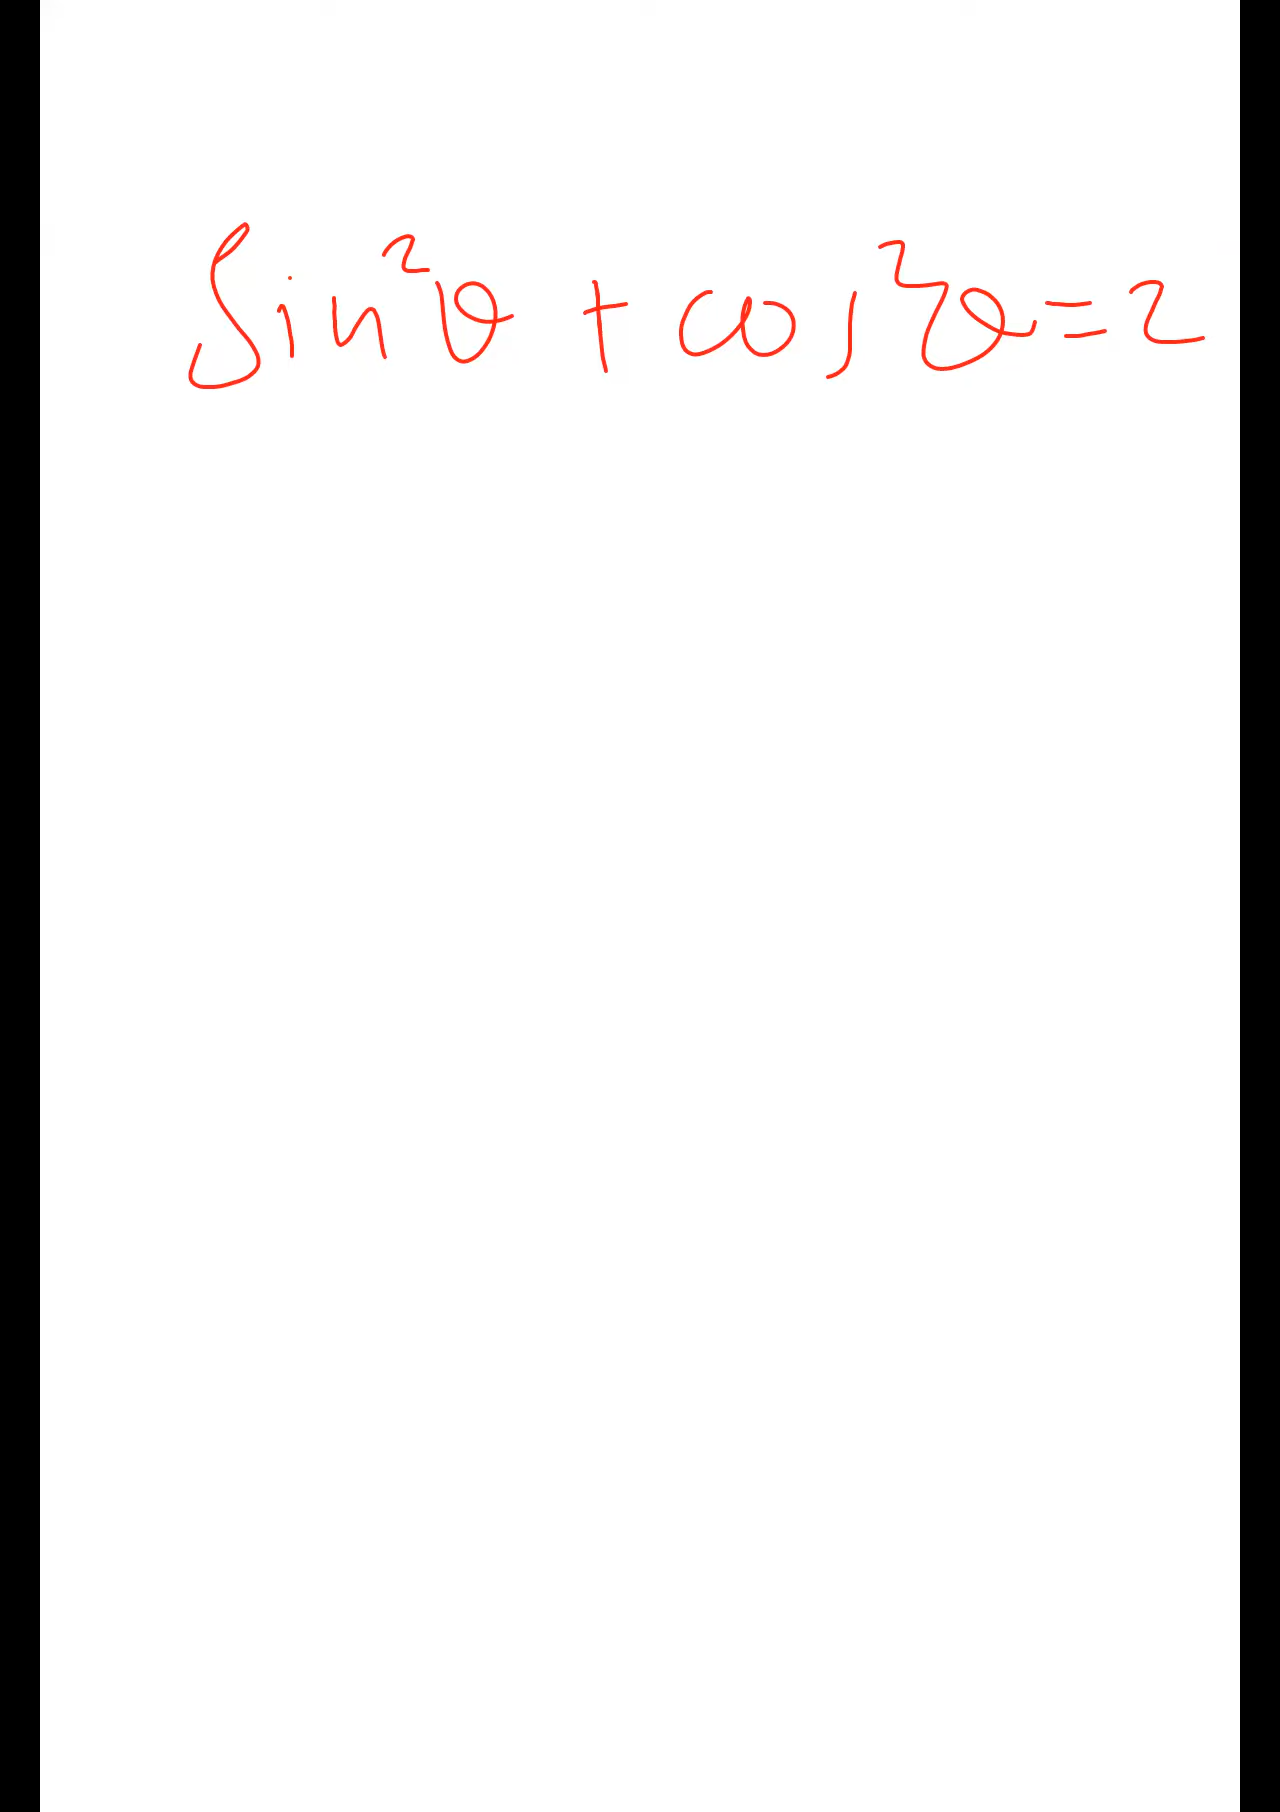 sin²θ + cos²θ = 2